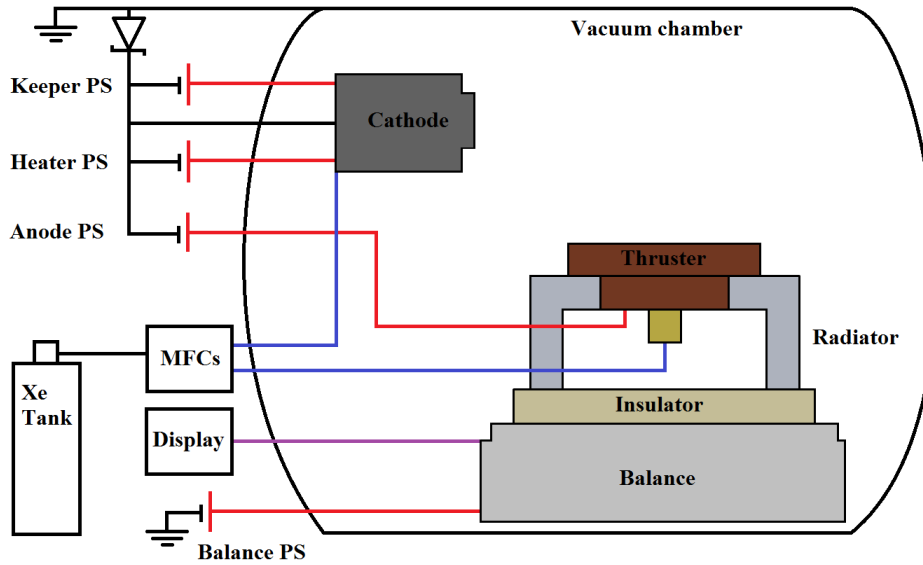 Vacuum chamber
Keeper PS
Cathode
Heater PS
Anode PS
Thruster
Radiator
MFCs
Xe
Tank
Insulator
Display
Balance
Balance PS